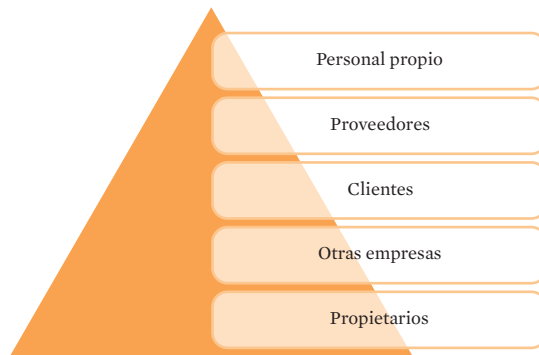 Personal propio
Proveedores
Clientes
Otras empresas
Propietarios